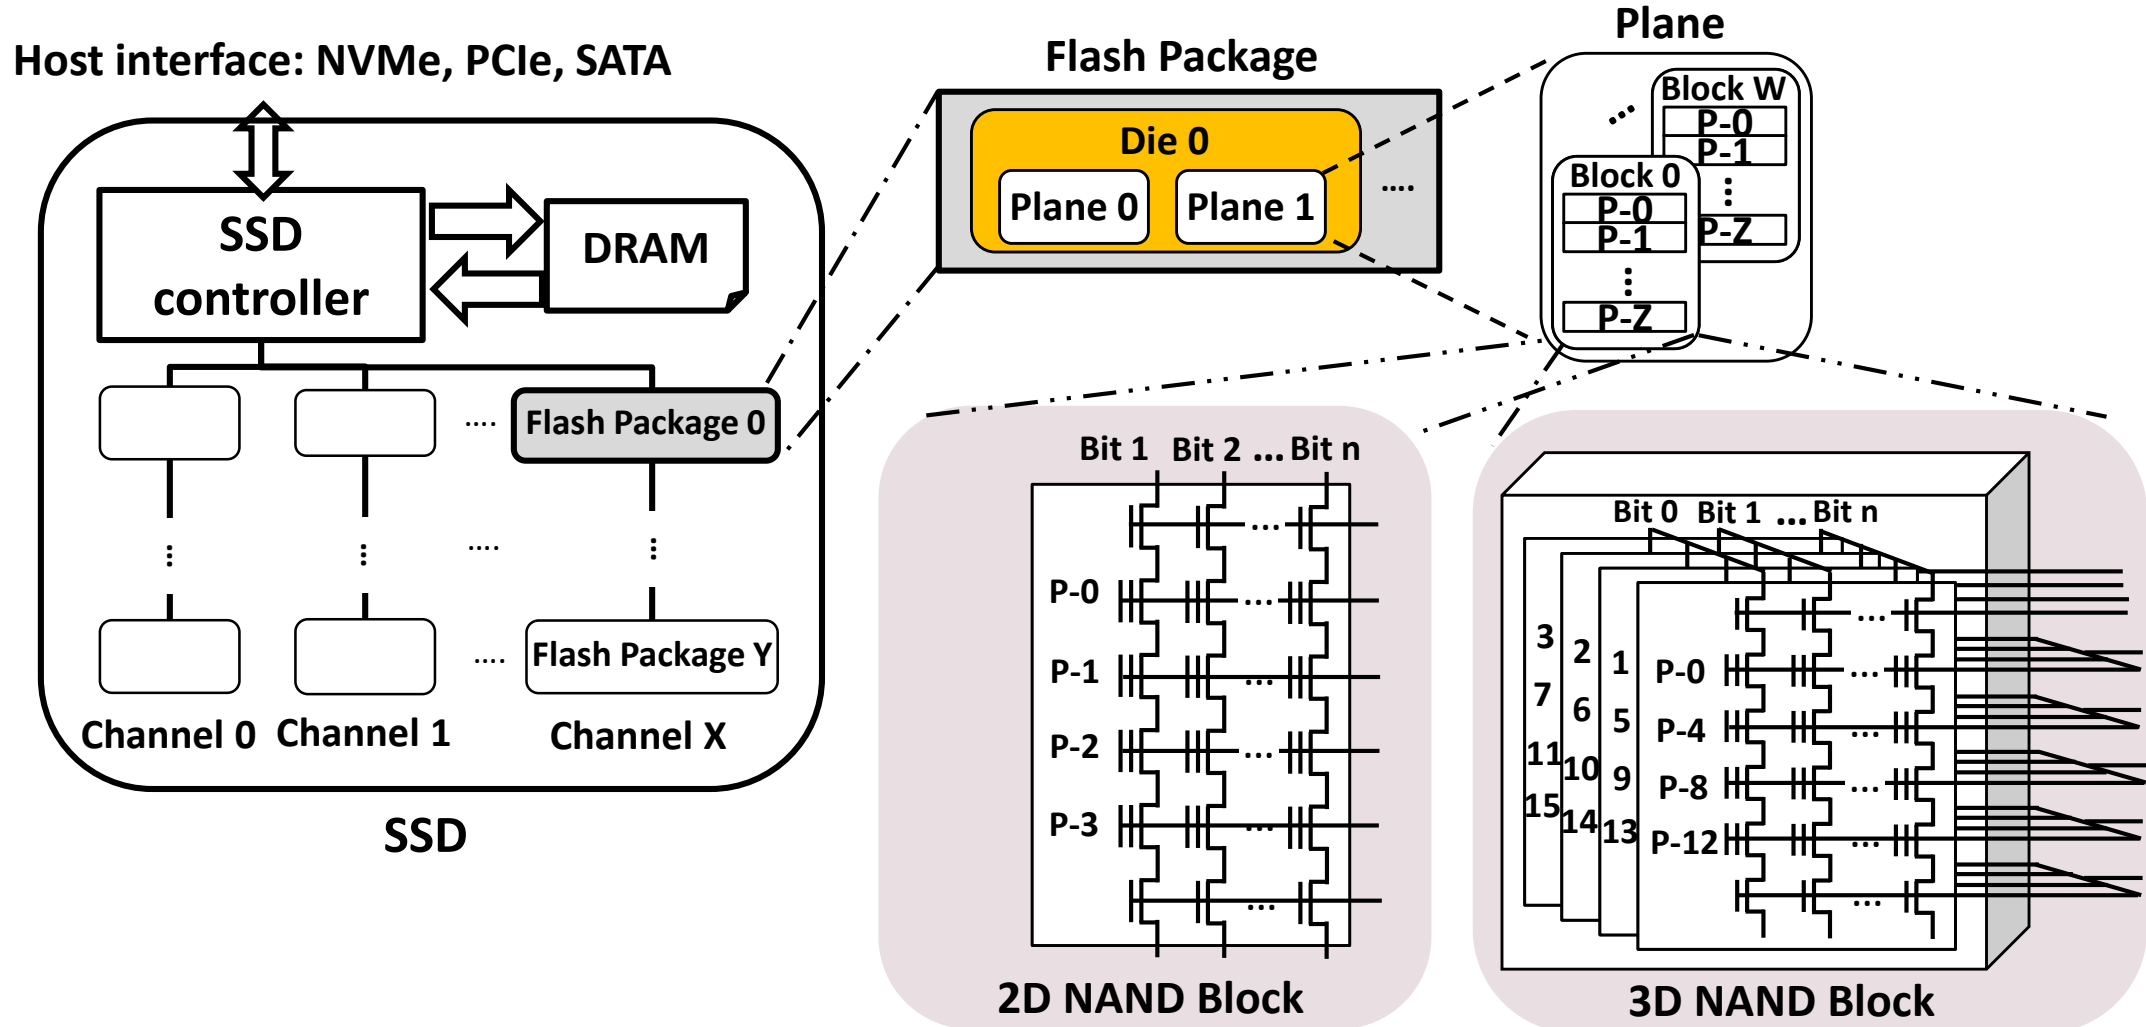 Host interface: NVMe, PCIe, SATA
SSD
controller
DRAM
....
Flash Package 0
...
...
....
...
....
Flash Package Y
Channel 0
Channel 1
Channel X
SSD
Flash Package
Die 0
Plane 0
Plane 1
....
Plane
...
Block W
P-0
P-1
...
P-Z
Block 0
P-0
P-1
...
P-Z
Bit 1 Bit 2 ... Bit n
...
P-0
...
P-1
...
P-2
...
P-3
...
...
2D NAND Block
Bit 0 Bit 1 ... Bit n
...
3 2 1 P-0 ...
7 6 5 P-4 ...
11 10 9 P-8 ...
15 14 13 P-12 ...
...
3D NAND Block